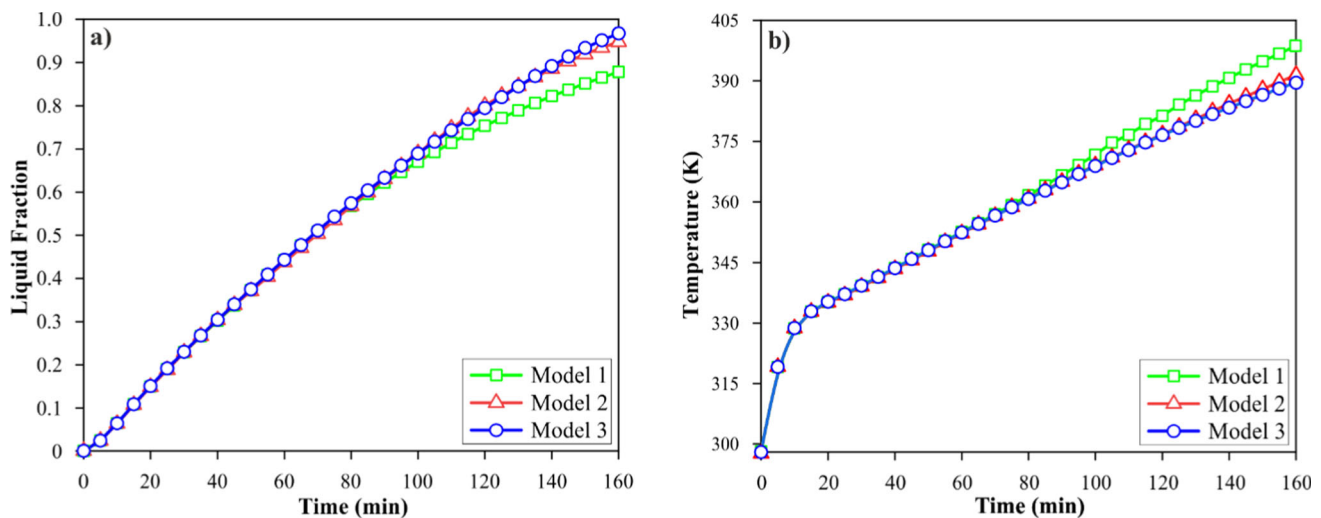 a)
1.0
0.9
0.8
0.7
0.6
0.5
0.4
0.3
0.2
0.1
0
Liquid Fraction
0 20 40 60 80 100 120 140 160
Time (min)
Model 1
Model 2
Model 3
b)
405
390
375
360
345
330
315
300
Temperature (K)
0 20 40 60 80 100 120 140 160
Time (min)
Model 1
Model 2
Model 3